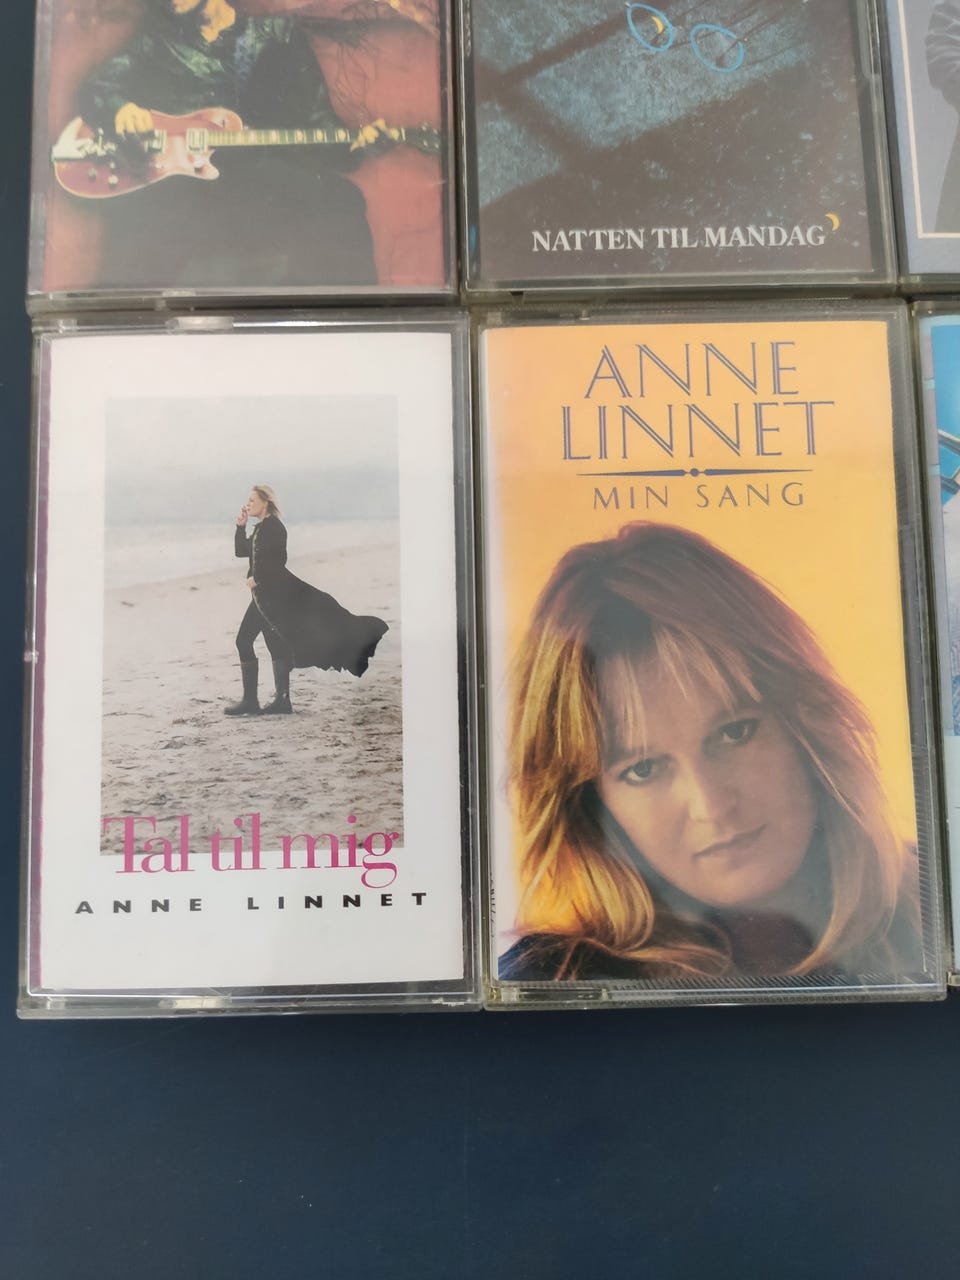 NATTEN TIL MANDAG
Tal til mig
ANNE LINNET
ANNE
LINNET
MIN SANG